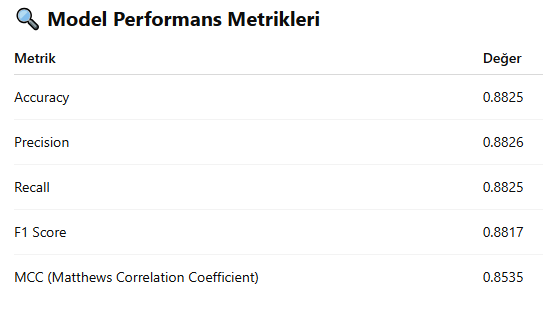 🔍 Model Performans Metrikleri
Metrik Değer
Accuracy 0.8825
Precision 0.8826
Recall 0.8825
F1 Score 0.8817
MCC (Matthews Correlation Coefficient) 0.8535